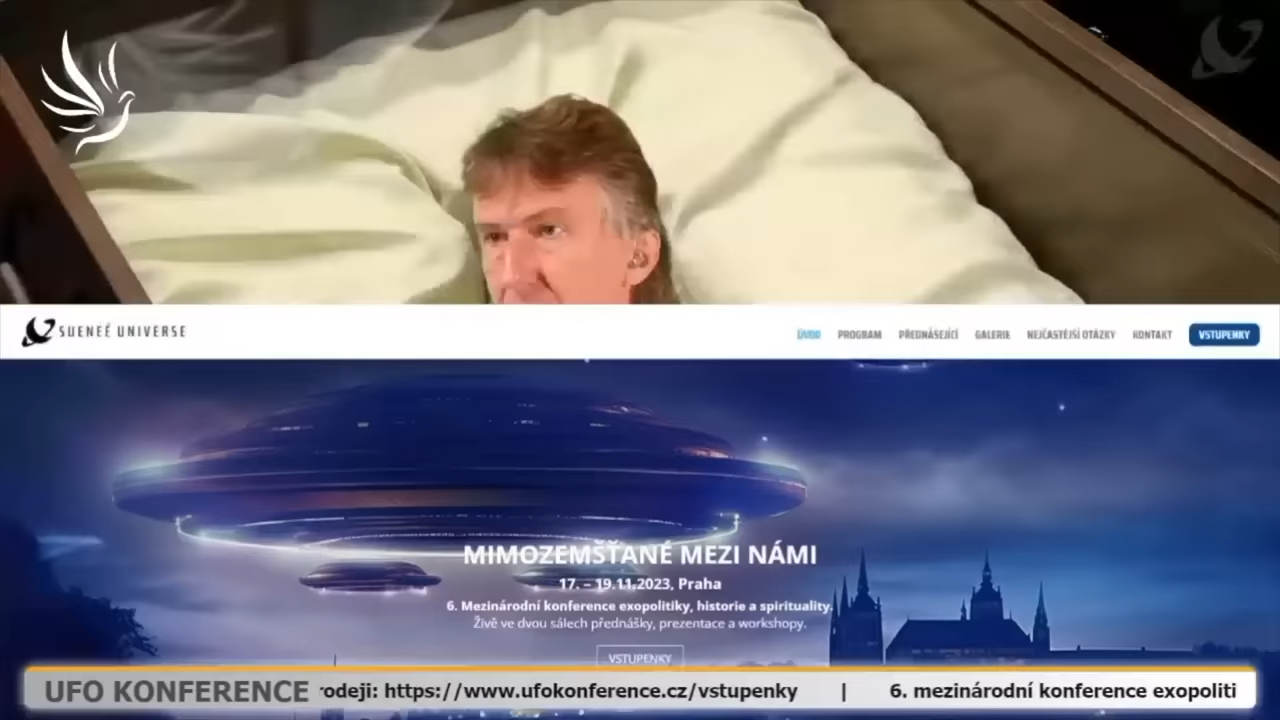 SUENEÉ UNIVERSE
ÚVOD PROGRAM PŘEDNÁŠEJÍCÍ GALERIE NEJČASTĚJŠÍ OTÁZKY KONTAKT VSTUPENKY
MIMOZEMŠŤANÉ MEZI NÁMI
17. – 19.11.2023, Praha
6. Mezinárodní konference exopolitiky, historie a spirituality.
Živě ve dvou sálech přednášky, prezentace a workshopy.
VSTUPENKY
UFO KONFERENCE rodeji: https://www.ufokonference.cz/vstupenky | 6. mezinárodní konference exopoliti